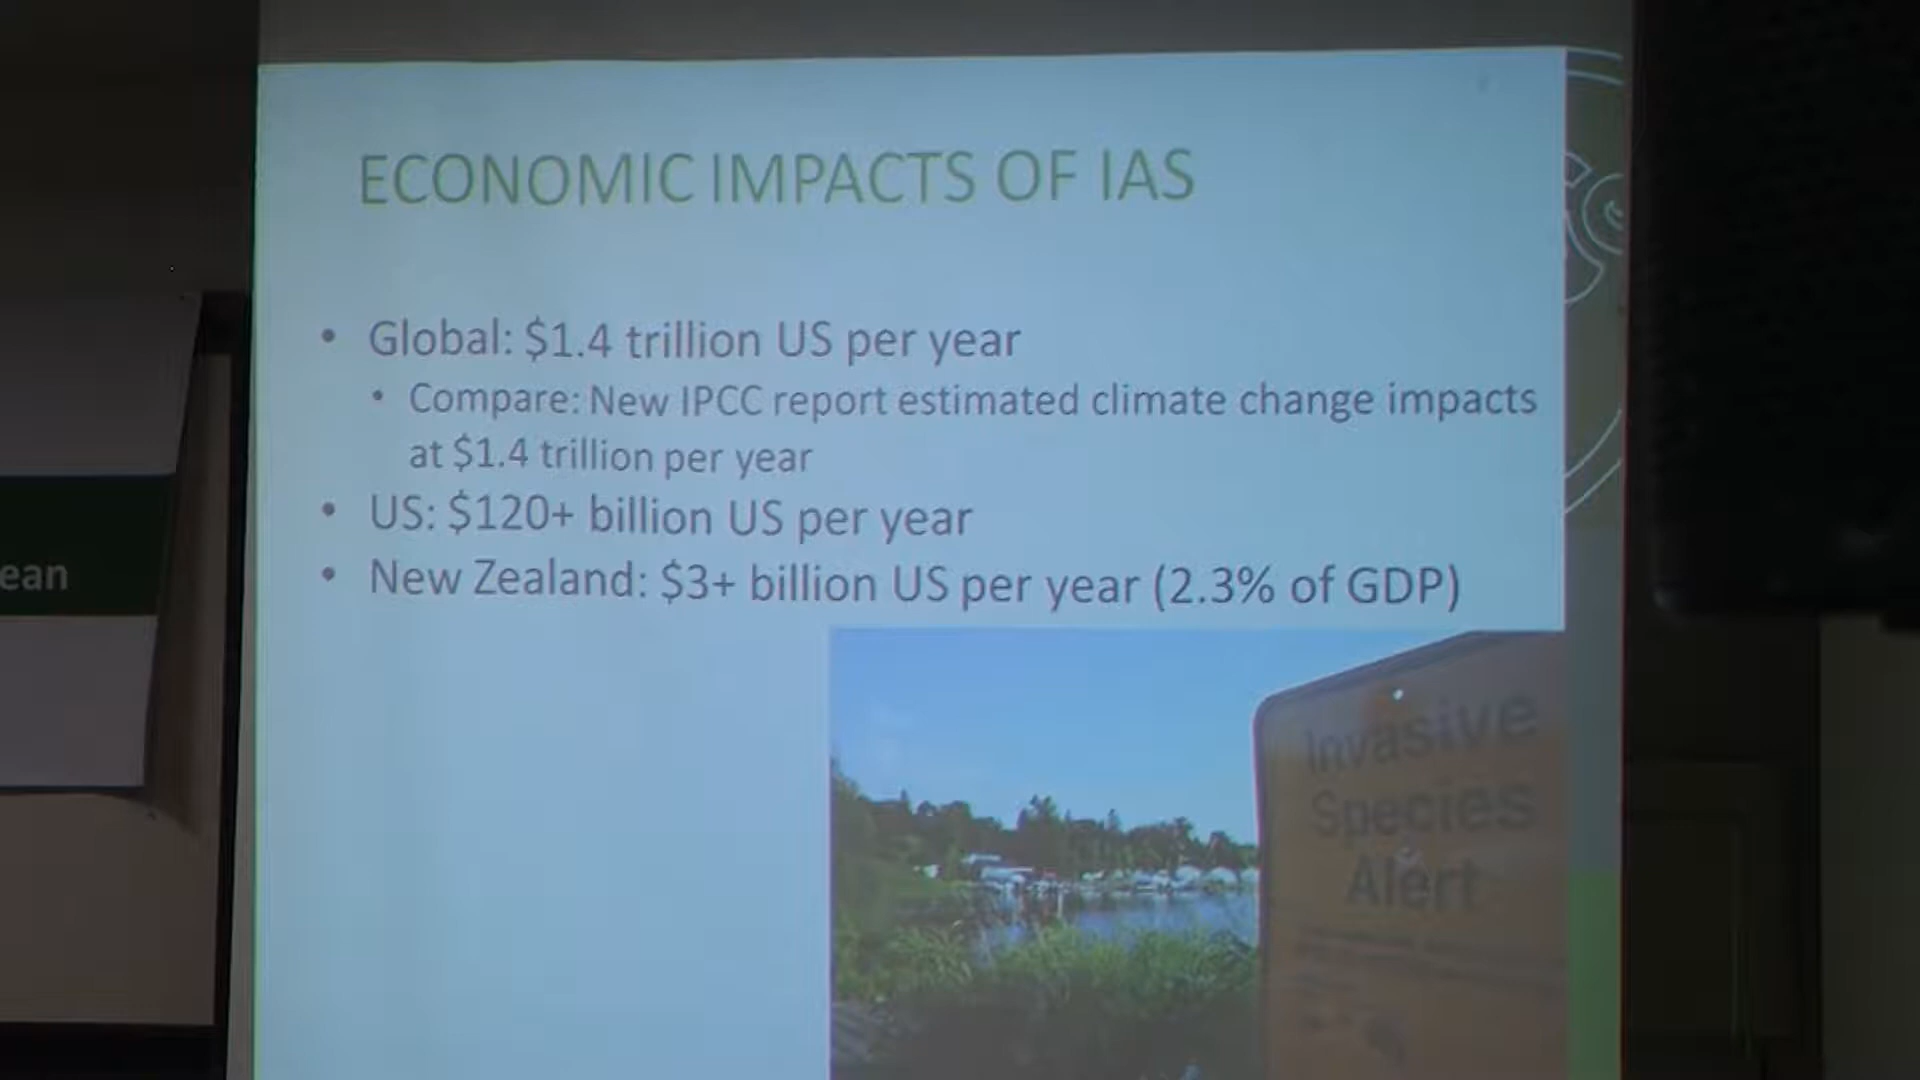 ECONOMIC IMPACTS OF IAS
• Global: $1.4 trillion US per year
• Compare: New IPCC report estimated climate change impacts
at $1.4 trillion per year
• US: $120+ billion US per year
• New Zealand: $3+ billion US per year (2.3% of GDP)
ean
Invasive
Species
Alert